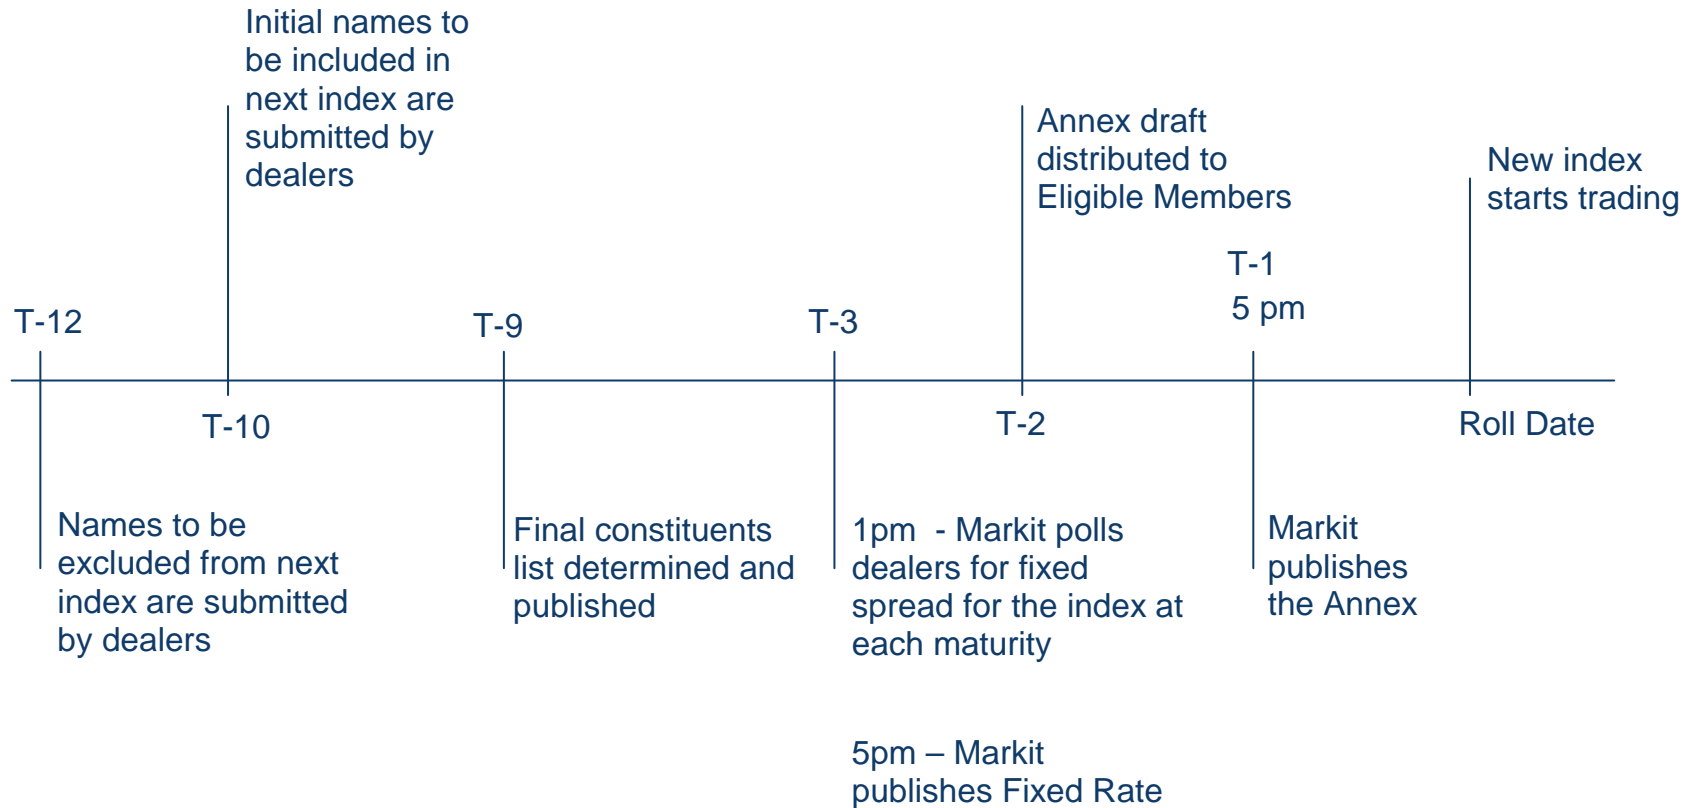 Initial names to
be included in
next index are
submitted by
dealers
Annex draft
distributed to
Eligible Members
New index
starts trading
T-1
5 pm
T-12
T-9
T-3
T-10
T-2
Roll Date
Names to be
excluded from next
index are submitted
by dealers
Final constituents
list determined and
published
1pm  - Markit polls
dealers for fixed
spread for the index at
each maturity
Markit
publishes
the Annex
5pm – Markit
publishes Fixed Rate